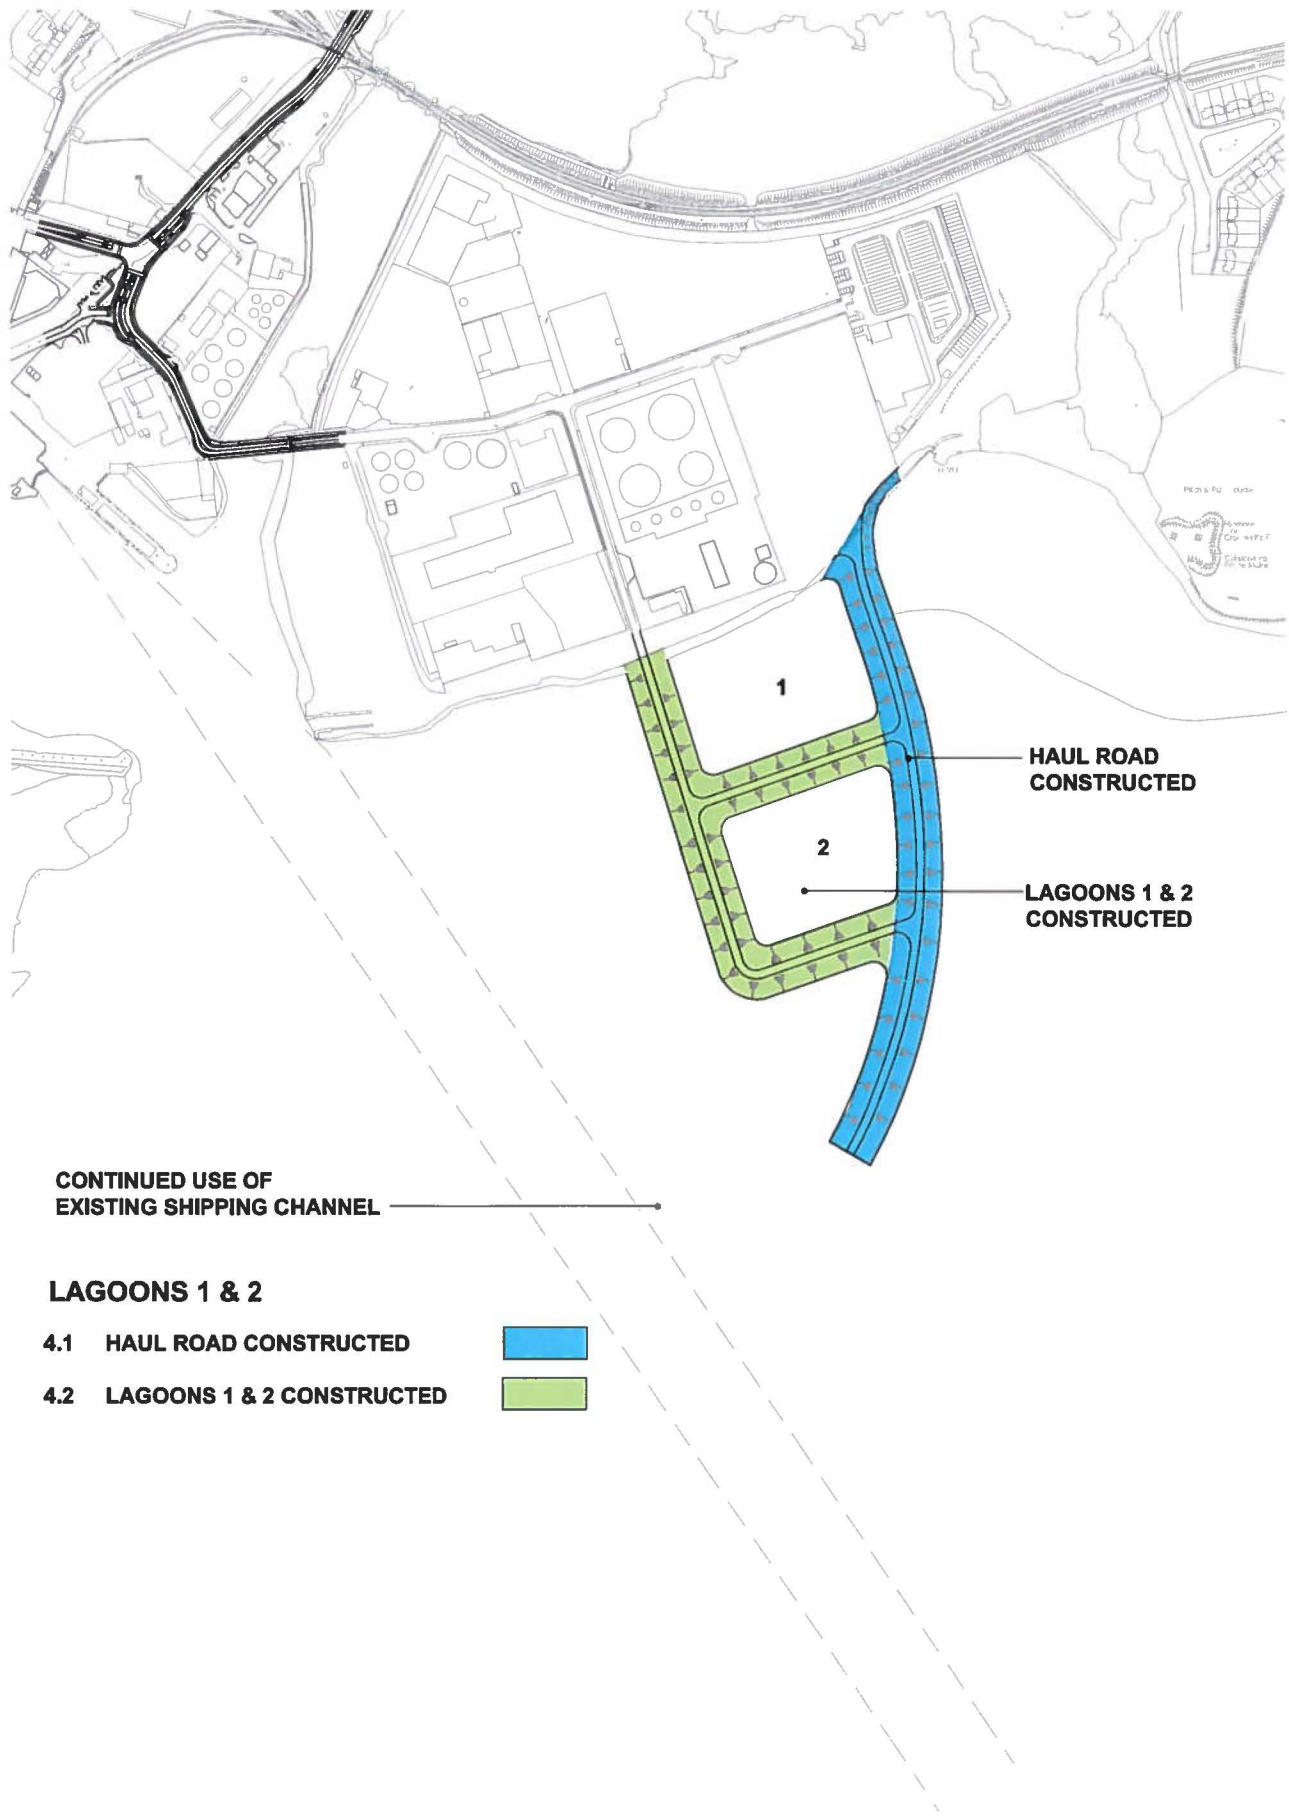 1
HAUL ROAD
CONSTRUCTED
2
LAGOONS 1 & 2
CONSTRUCTED
CONTINUED USE OF
EXISTING SHIPPING CHANNEL
LAGOONS 1 & 2
4.1 HAUL ROAD CONSTRUCTED
4.2 LAGOONS 1 & 2 CONSTRUCTED